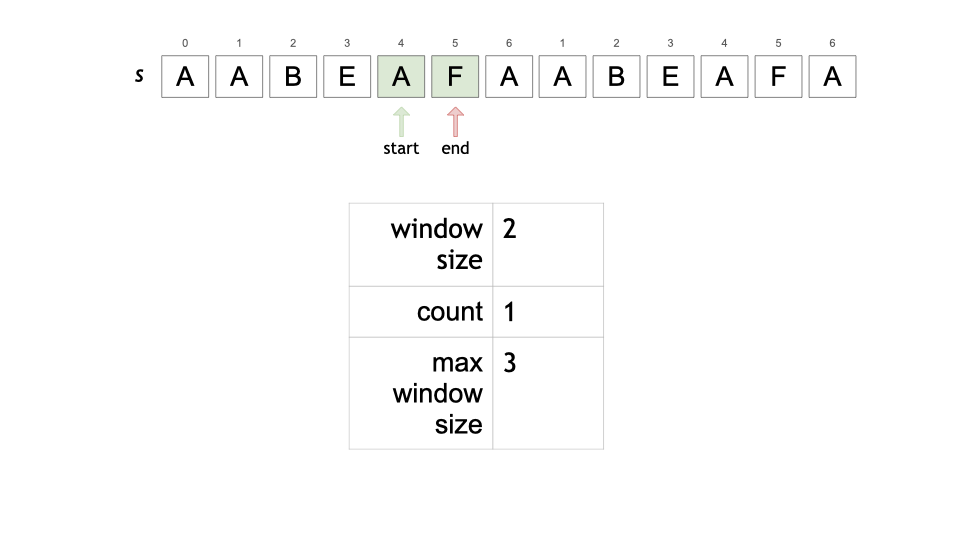 0 1 2 3 4 5 6 1 2 3 4 5 6
s A A B E A F A A B E A F A
start end
window 2
size
count 1
max 3
window
size